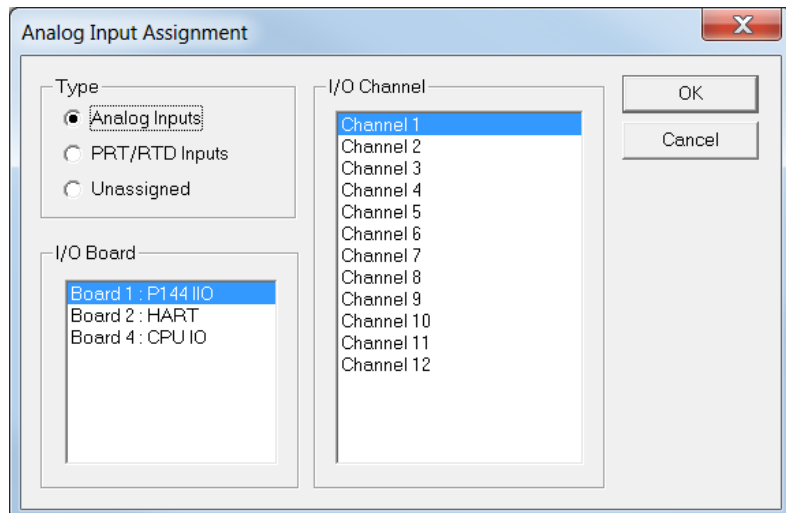 Analog Input Assignment
Type
Analog Inputs
PRT/RTD Inputs
Unassigned
I/O Board
Board 1 : P144 IIO
Board 2 : HART
Board 4 : CPU IO
I/O Channel
Channel 1
Channel 2
Channel 3
Channel 4
Channel 5
Channel 6
Channel 7
Channel 8
Channel 9
Channel 10
Channel 11
Channel 12
OK
Cancel